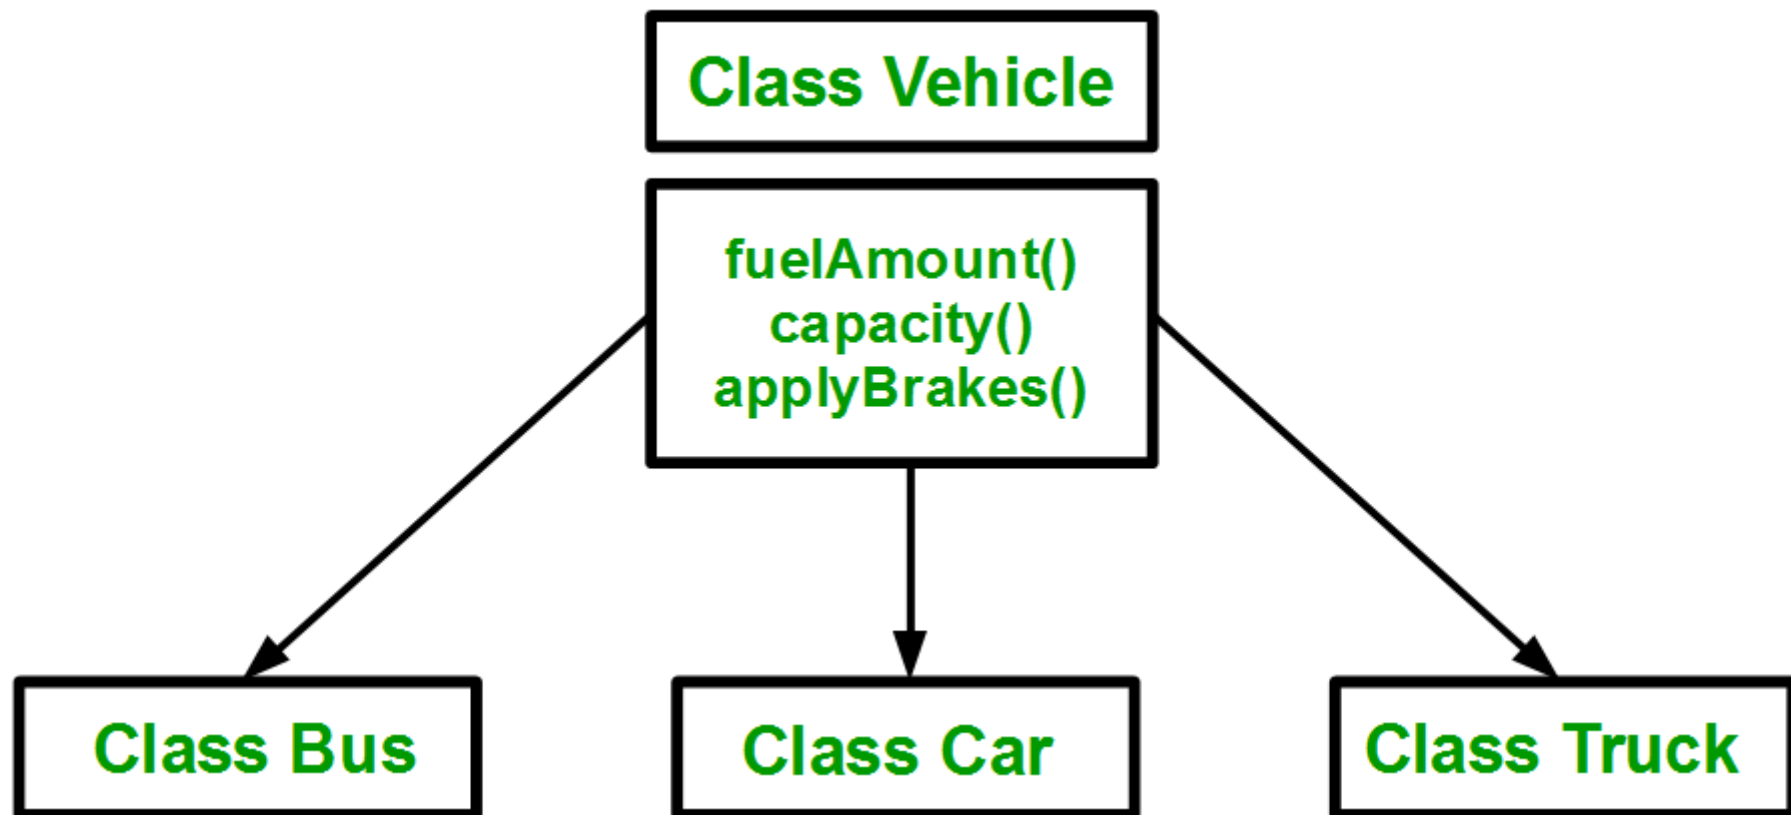 Class Vehicle
fuelAmount()
capacity()
applyBrakes()
Class Bus
Class Car
Class Truck